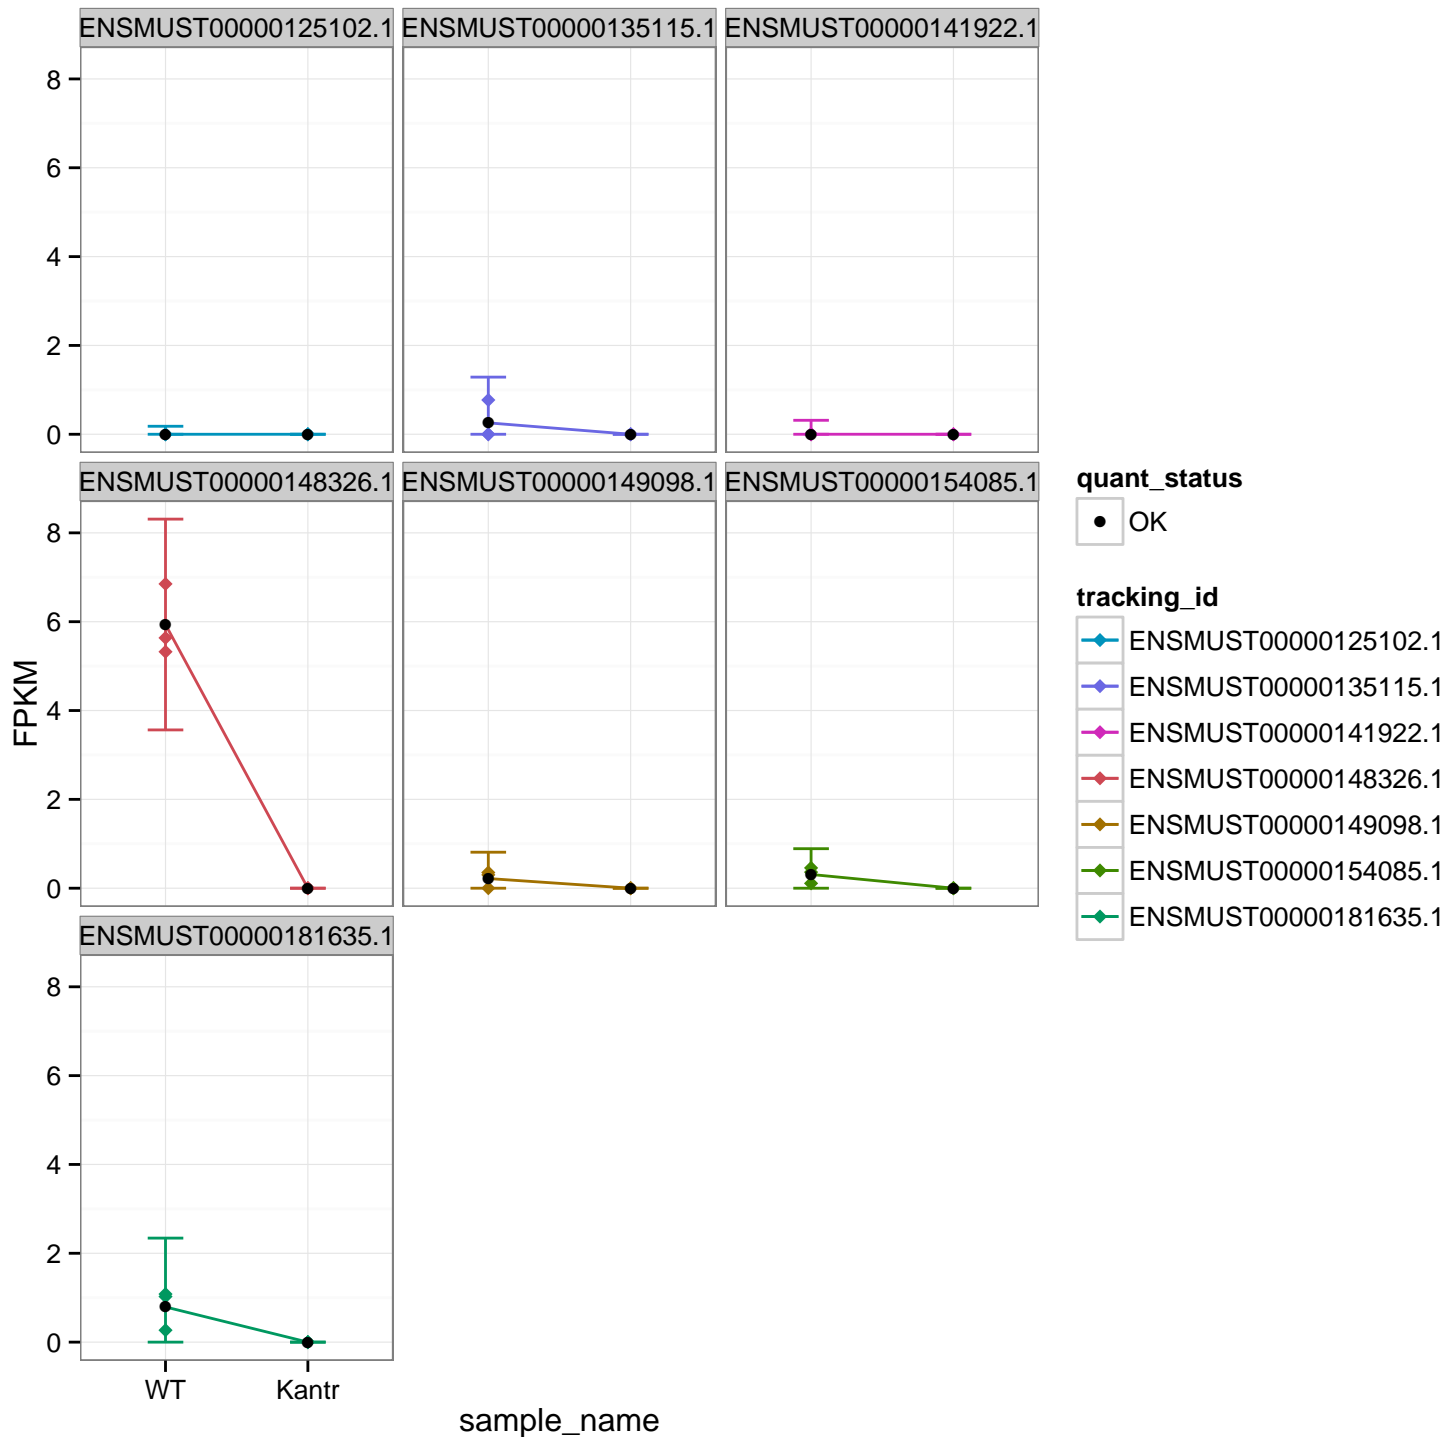 ENSMUST00000125102.1 ENSMUST00000135115.1 ENSMUST00000141922.1
8
6
4
2
0
ENSMUST00000148326.1 ENSMUST00000149098.1 ENSMUST00000154085.1
8
6
4
2
0
ENSMUST00000181635.1
8
6
4
2
0
WT Kantr
sample_name
FPKM
quant_status
OK
tracking_id
ENSMUST00000125102.1
ENSMUST00000135115.1
ENSMUST00000141922.1
ENSMUST00000148326.1
ENSMUST00000149098.1
ENSMUST00000154085.1
ENSMUST00000181635.1